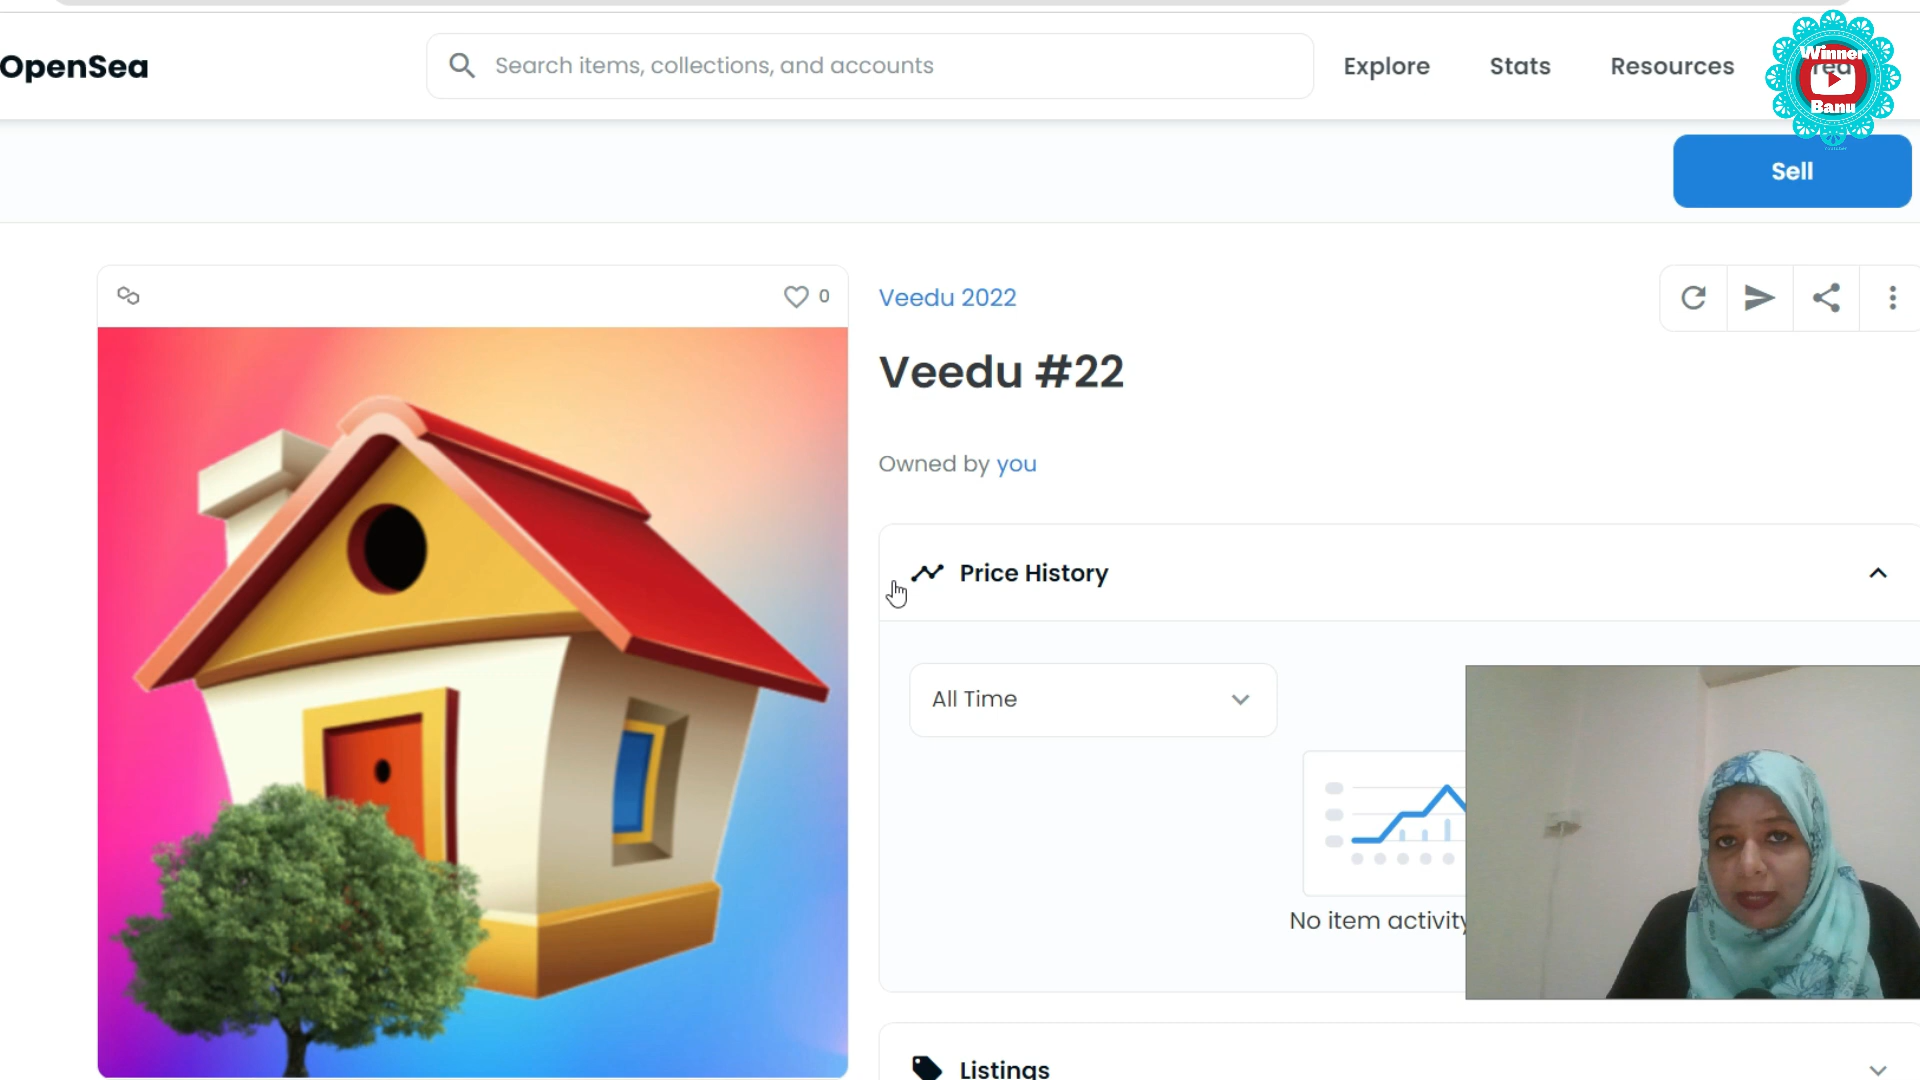 OpenSea
Search items, collections, and accounts
Explore
Stats
Resources
Winner
Banu
Sell
0
Veedu 2022
Veedu #22
Owned by you
Price History
All Time
No item activity
Listings